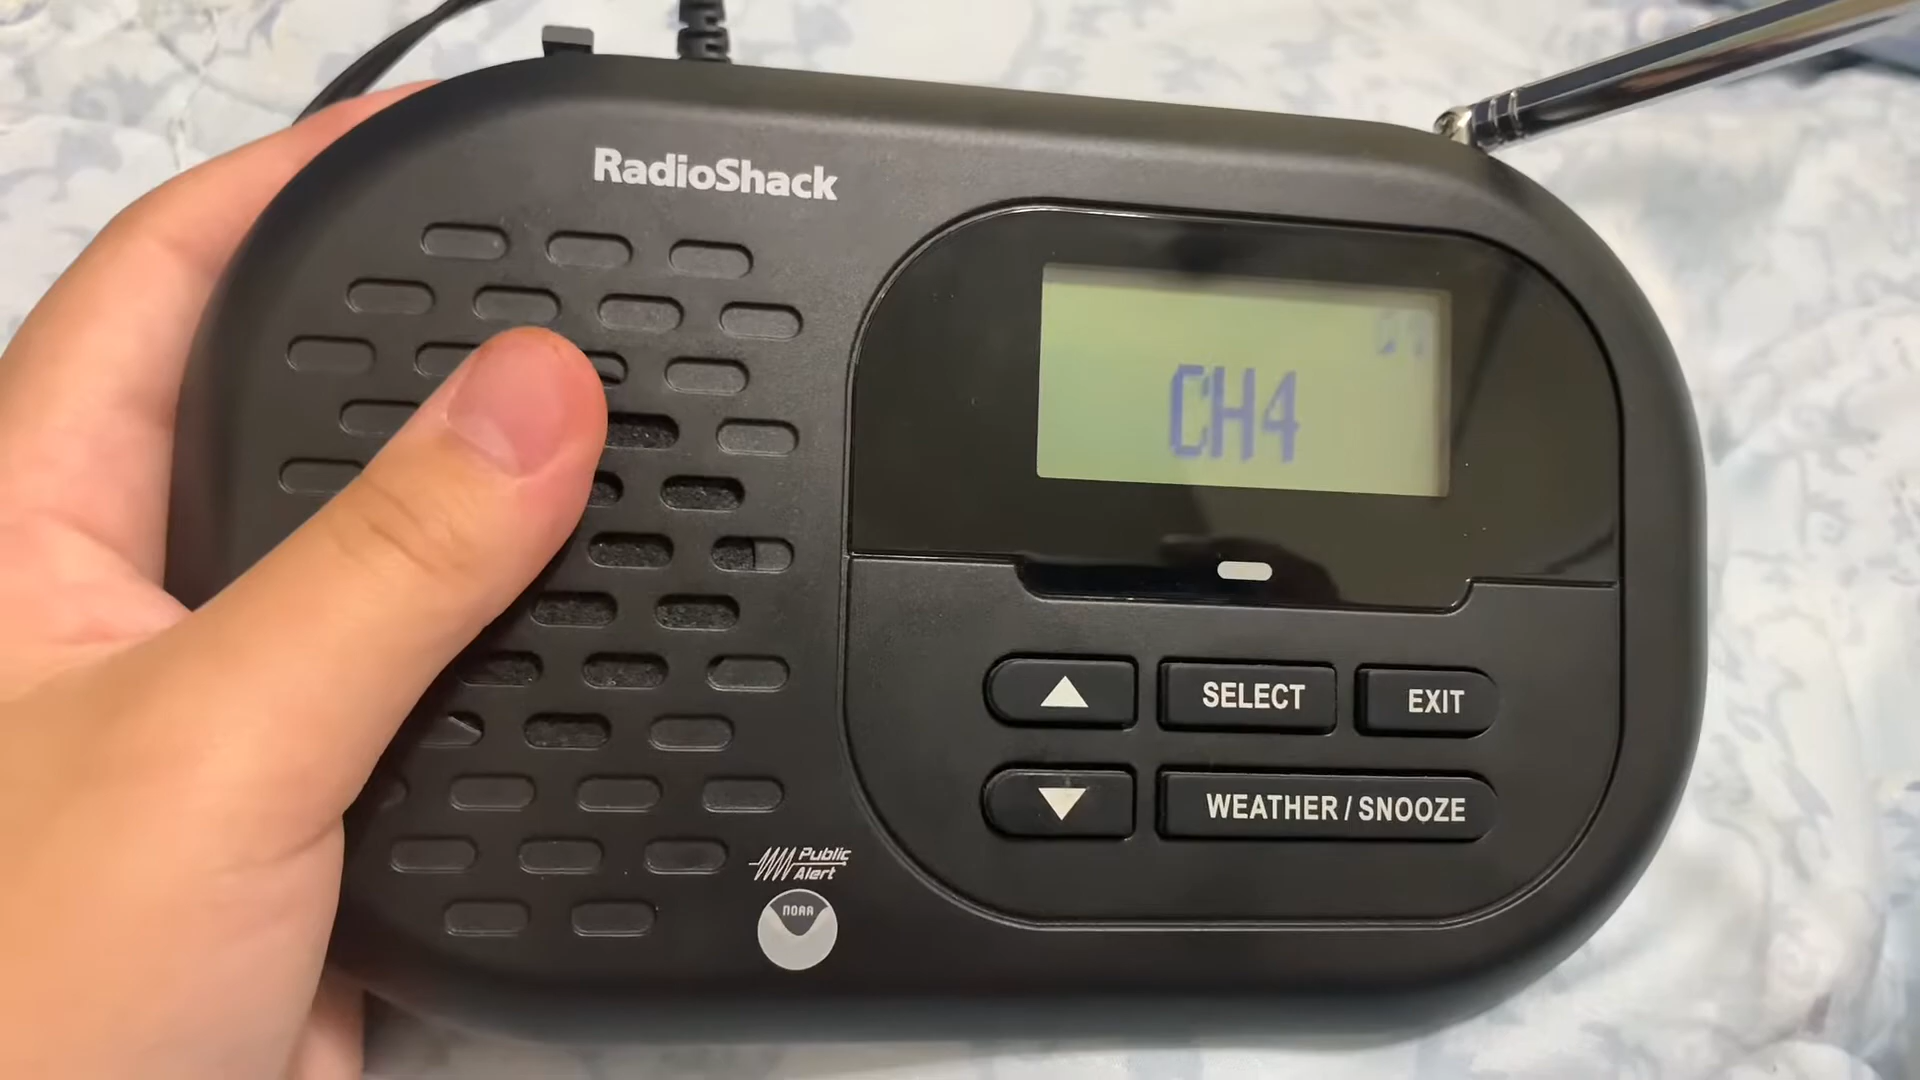 RadioShack
CH4
SELECT
EXIT
WEATHER / SNOOZE
Public
Alert
NOAA